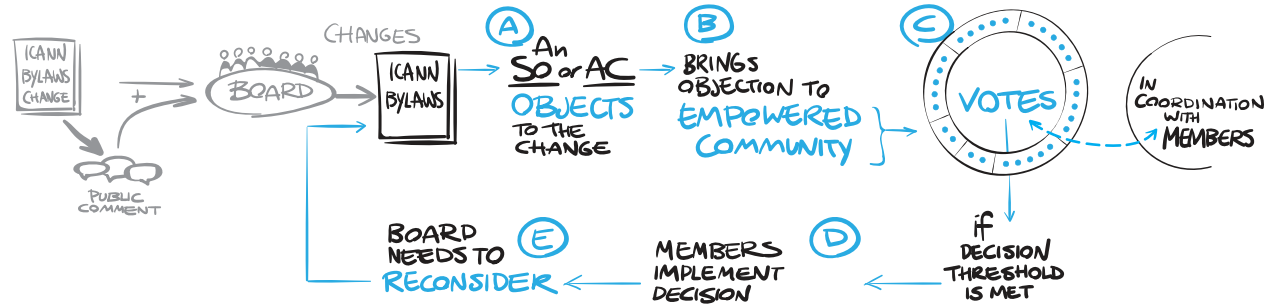 ICANN
BYLAWS
CHANGE
+
PUBLIC
COMMENT
BOARD
CHANGES
ICANN
BYLAWS
A
An
SO or AC
OBJECTS
TO THE
CHANGE
B
BRINGS
OBJECTION TO
EMPOWERED
COMMUNITY
C
VOTES
IN
COORDINATION
WITH
MEMBERS
if
DECISION
THRESHOLD
IS MET
D
MEMBERS
IMPLEMENT
DECISION
E
BOARD
NEEDS TO
RECONSIDER